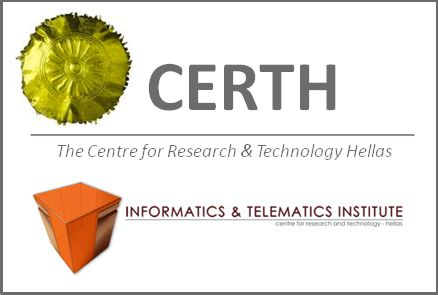 CERTH
The Centre for Research & Technology Hellas
INFORMATICS & TELEMATICS INSTITUTE
centre for research and technology - hellas